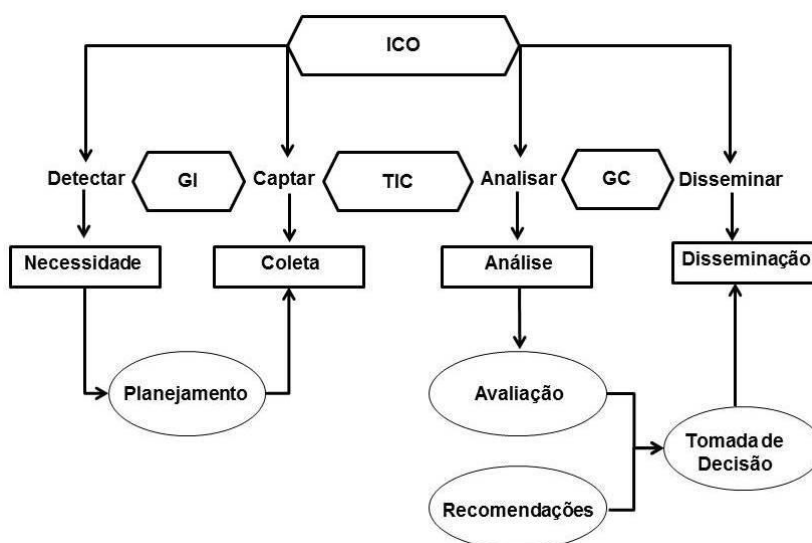 ICO
Detectar
GI
Captar
TIC
Analisar
GC
Disseminar
Necessidade
Coleta
Análise
Disseminação
Planejamento
Avaliação
Tomada de
Decisão
Recomendações